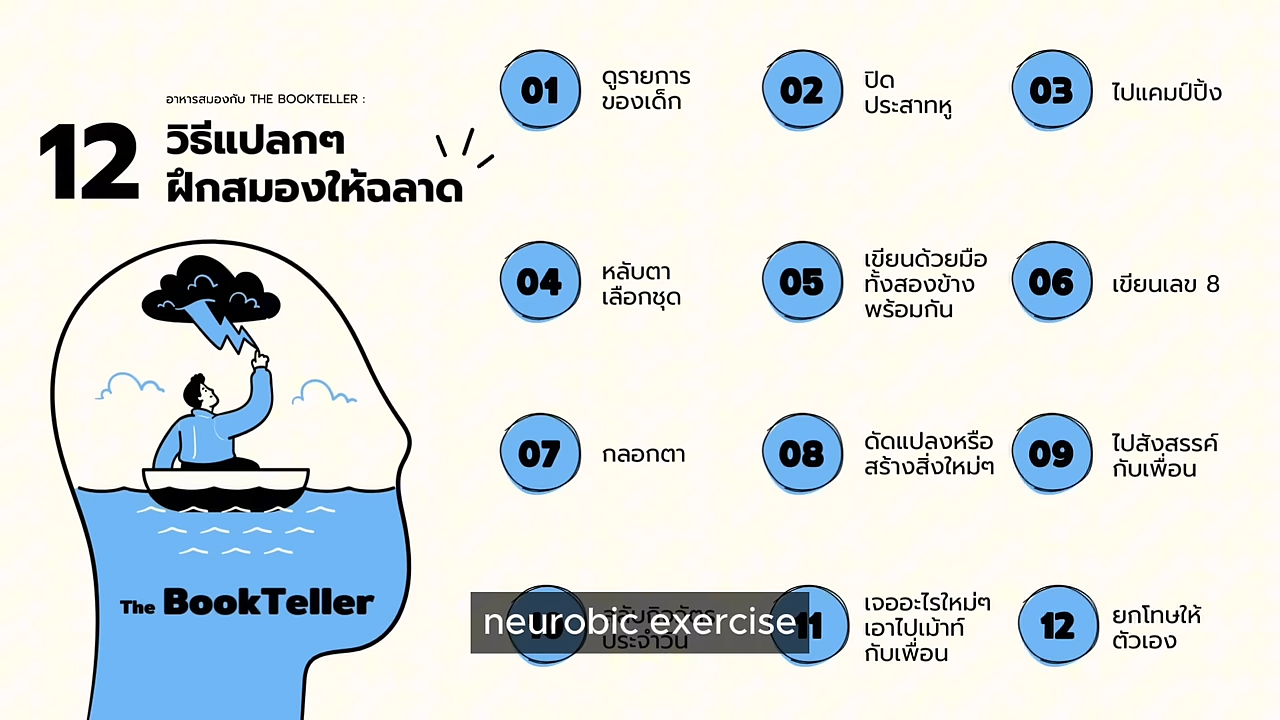 อาหารสมองกับ THE BOOKTELLER :
12
วิธีแปลกๆ
ฝึกสมองให้ฉลาด
The BookTeller
01
ดูรายการ
ของเด็ก
02
ปิด
ประสาทหู
03
ไปแคมป์ปิ้ง
04
หลับตา
เลือกชุด
05
เขียนด้วยมือ
ทั้งสองข้าง
พร้อมกัน
06
เขียนเลข 8
07
กลอกตา
08
ดัดแปลงหรือ
สร้างสิ่งใหม่ๆ
09
ไปสังสรรค์
กับเพื่อน
10
สลับกิจวัตร
ประจำวัน
11
เจออะไรใหม่ๆ
เอาไปเม้าท์
กับเพื่อน
12
ยกโทษให้
ตัวเอง
neurobic exercise